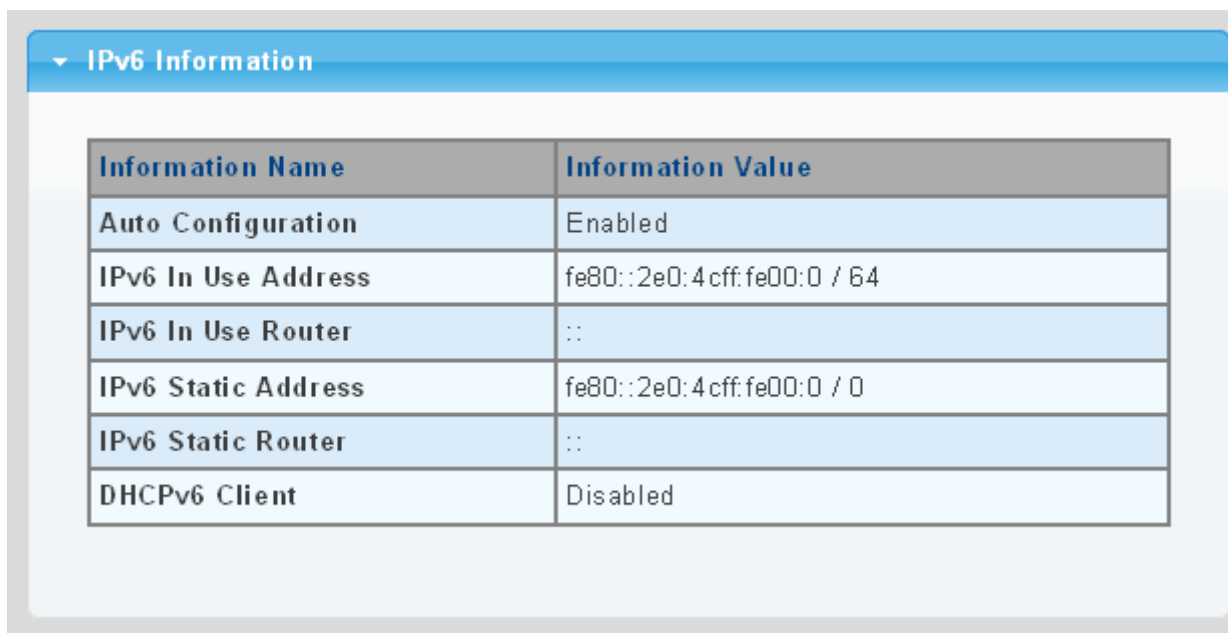 IPv6 Information
Information Name Information Value
Auto Configuration Enabled
IPv6 In Use Address fe80::2e0:4cff:fe00:0 / 64
IPv6 In Use Router ::
IPv6 Static Address fe80::2e0:4cff:fe00:0 / 0
IPv6 Static Router ::
DHCPv6 Client Disabled